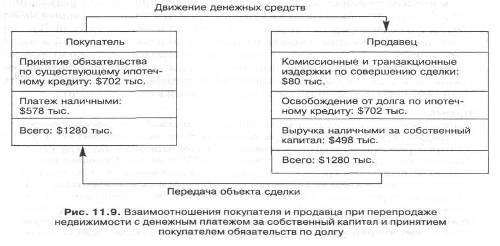 Движение денежных средств
Покупатель
Принятие обязательства
по существующему ипотеч-
ному кредиту: $702 тыс.
Платеж наличными:
$578 тыс.
Всего: $1280 тыс.
Продавец
Комиссионные и транзакционные
издержки по совершению сделки:
$80 тыс.
Освобождение от долга по ипотеч-
ному кредиту: $702 тыс.
Выручка наличными за собственный
капитал: $498 тыс.
Всего: $1280 тыс.
Передача объекта сделки
Рис. 11.9. Взаимоотношения покупателя и продавца при перепродаже
недвижимости с денежным платежом за собственный капитал и принятием
покупателем обязательств по долгу